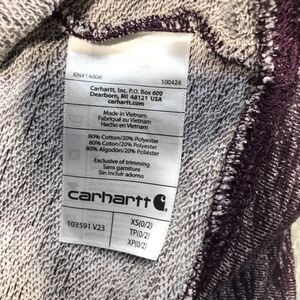 RN#14806 100424
Carhartt, Inc. P.O. Box 600
Dearborn, MI 48121 USA
carhartt.com
Made in Vietnam
Fabriqué au Vietnam
Hecho en Vietnam
80% Cotton/20% Polyester
80% Coton/20% Polyester
80% Algodón/20% Poliéster
Exclusive of trimming
Sans garniture
Sin incluir adorno
carhartt
103591 V23
XS(0/2)
TP(0/2)
XP(0/2)